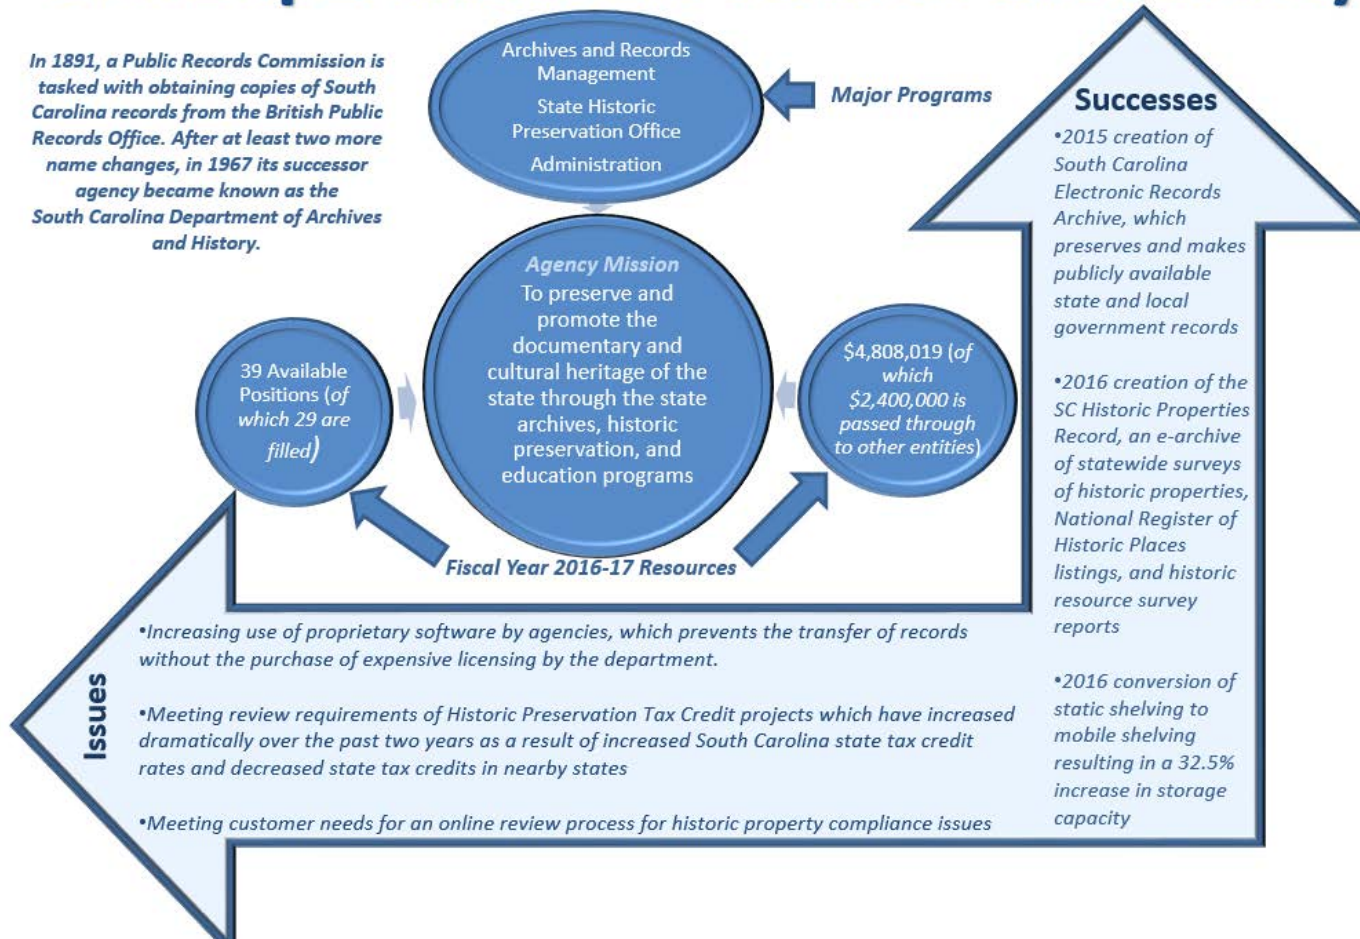 In 1891, a Public Records Commission is
tasked with obtaining copies of South
Carolina records from the British Public
Records Office. After at least two more
name changes, in 1967 its successor
agency became known as the
South Carolina Department of Archives
and History.
Archives and Records
Management
State Historic
Preservation Office
Administration
Major Programs
Agency Mission
To preserve and
promote the
documentary and
cultural heritage of the
state through the state
archives, historic
preservation, and
education programs
39 Available
Positions (of
which 29 are
filled)
$4,808,019 (of
which
$2,400,000 is
passed through
to other entities)
Fiscal Year 2016-17 Resources
Successes
•2015 creation of
South Carolina
Electronic Records
Archive, which
preserves and makes
publicly available
state and local
government records
•2016 creation of the
SC Historic Properties
Record, an e-archive
of statewide surveys
of historic properties,
National Register of
Historic Places
listings, and historic
resource survey
reports
•2016 conversion of
static shelving to
mobile shelving
resulting in a 32.5%
increase in storage
capacity
Issues
•Increasing use of proprietary software by agencies, which prevents the transfer of records
without the purchase of expensive licensing by the department.
•Meeting review requirements of Historic Preservation Tax Credit projects which have increased
dramatically over the past two years as a result of increased South Carolina state tax credit
rates and decreased state tax credits in nearby states
•Meeting customer needs for an online review process for historic property compliance issues